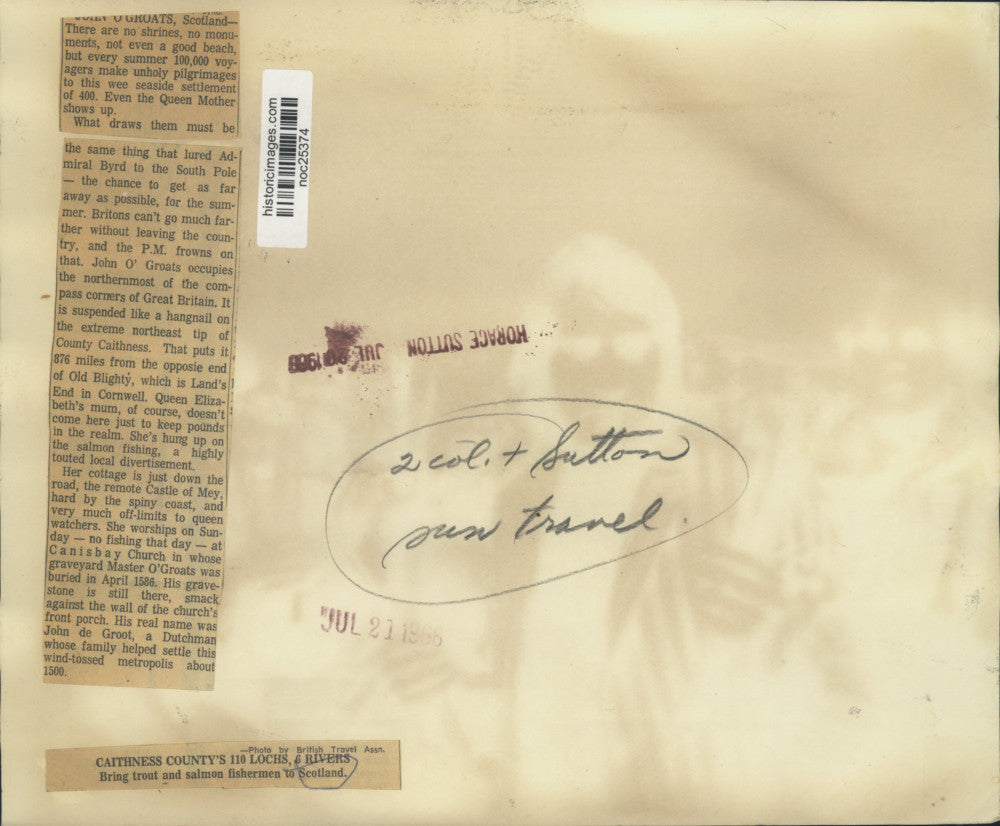 JOHN O'GROATS, Scotland—
There are no shrines, no monu-
ments, not even a good beach,
but every summer 100,000 voy-
agers make unholy pilgrimages
to this wee seaside settlement
of 400. Even the Queen Mother
shows up.
What draws them must be
the same thing that lured Ad-
miral Byrd to the South Pole
— the chance to get as far
away as possible, for the sum-
mer. Britons can't go much far-
ther without leaving the coun-
try, and the P.M. frowns on
that. John O' Groats occupies
the northernmost of the com-
pass corners of Great Britain. It
is suspended like a hangnail on
the extreme northeast tip of
County Caithness. That puts it
876 miles from the opposie end
of Old Blighty, which is Land's
End in Cornwell. Queen Eliza-
beth's mum, of course, doesn't
come here just to keep pounds
in the realm. She's hung up on
the salmon fishing, a highly
touted local divertisement.
Her cottage is just down the
road, the remote Castle of Mey,
hard by the spiny coast, and
very much off-limits to queen
watchers. She worships on Sun-
day — no fishing that day — at
Canisbay Church in whose
graveyard Master O'Groats was
buried in April 1586. His grave-
stone is still there, smack
against the wall of the church's
front porch. His real name was
John de Groot, a Dutchman
whose family helped settle this
wind-tossed metropolis about
1500.
historicimages.com
noc25374
HORACE SUTTON
JUL 1966
2 col. + Sutton
sun travel.
JUL 21 1966
—Photo by British Travel Assn.
CAITHNESS COUNTY'S 110 LOCHS, 6 RIVERS
Bring trout and salmon fishermen to Scotland.